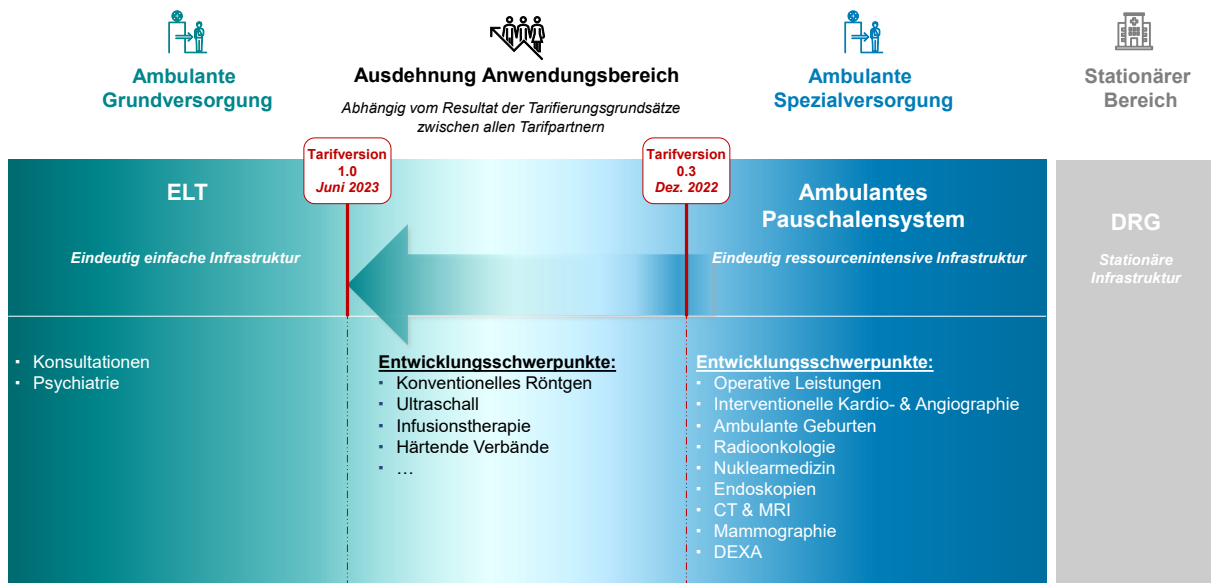 Ambulante
Grundversorgung
Ausdehnung Anwendungsbereich
Abhängig vom Resultat der Tarifierungsgrundsätze
zwischen allen Tarifpartnern
Ambulante
Spezialversorgung
Stationärer
Bereich
Tarifversion
1.0
Juni 2023
Tarifversion
0.3
Dez. 2022
ELT
Eindeutig einfache Infrastruktur
Ambulantes
Pauschalensystem
Eindeutig ressourcenintensive Infrastruktur
DRG
Stationäre
Infrastruktur
▪ Konsultationen
▪ Psychiatrie
Entwicklungsschwerpunkte:
▪ Konventionelles Röntgen
▪ Ultraschall
▪ Infusionstherapie
▪ Härtende Verbände
▪ …
Entwicklungsschwerpunkte:
▪ Operative Leistungen
▪ Interventionelle Kardio- & Angiographie
▪ Ambulante Geburten
▪ Radioonkologie
▪ Nuklearmedizin
▪ Endoskopien
▪ CT & MRI
▪ Mammographie
▪ DEXA